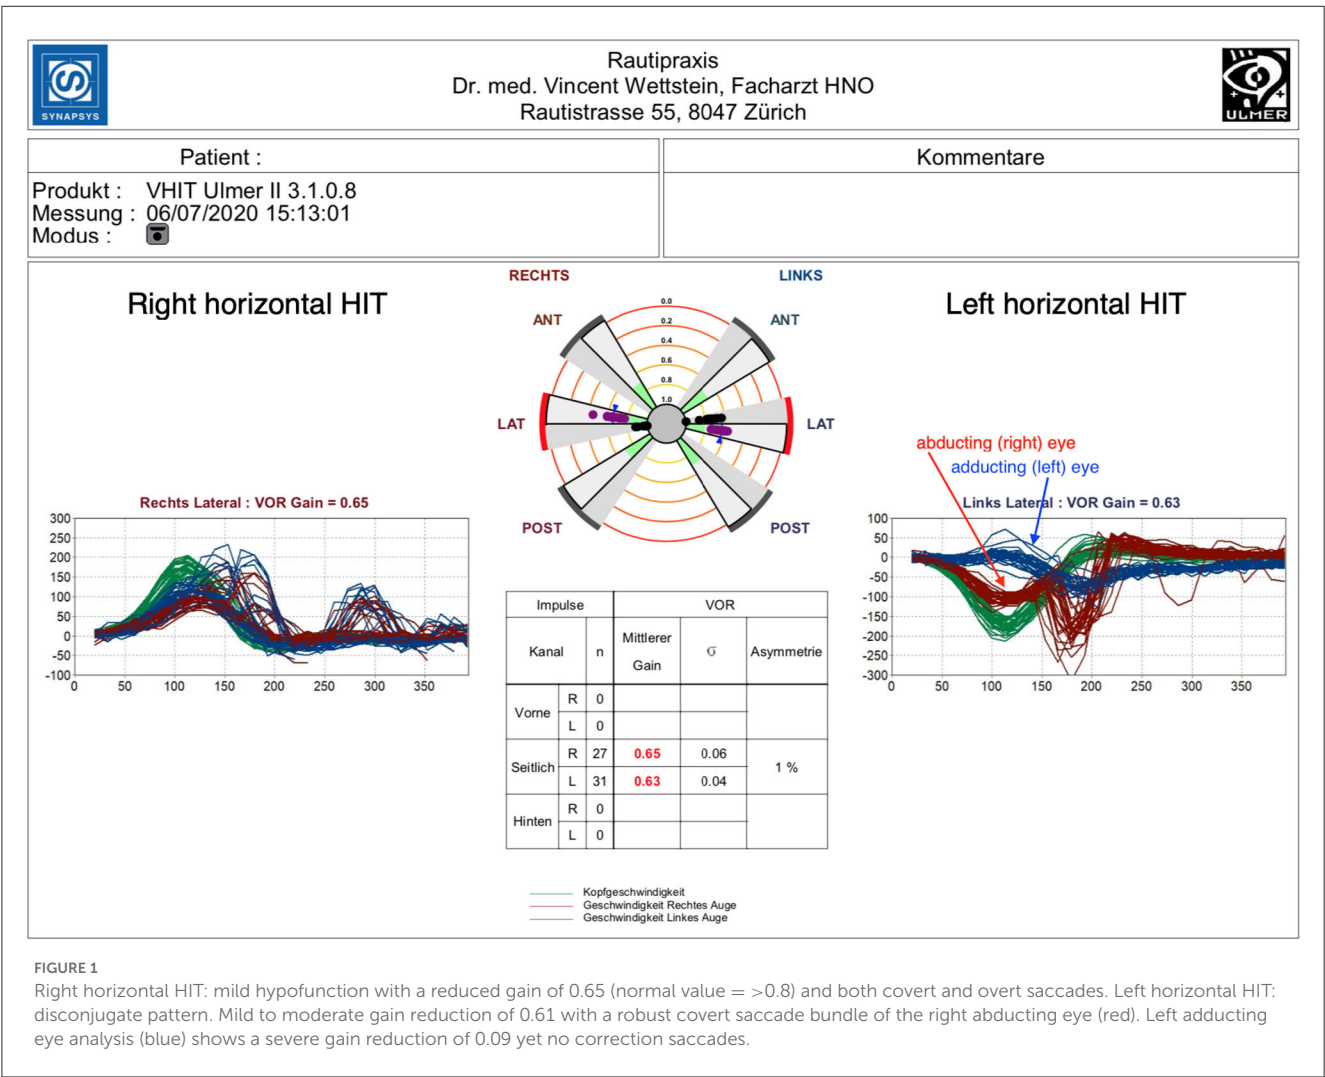 SYNAPSYS
Rautipraxis
Dr. med. Vincent Wettstein, Facharzt HNO
Rautistrasse 55, 8047 Zürich
ULMER
Patient :
Kommentare
Produkt : VHIT Ulmer II 3.1.0.8
Messung : 06/07/2020 15:13:01
Modus :
RECHTS
LINKS
Right horizontal HIT
Left horizontal HIT
ANT
ANT
0.0
0.2
0.4
0.6
0.8
1.0
LAT
LAT
POST
POST
abducting (right) eye
adducting (left) eye
Rechts Lateral : VOR Gain = 0.65
300
250
200
150
100
50
0
-50
-100
0 50 100 150 200 250 300 350
Links Lateral : VOR Gain = 0.63
100
50
0
-50
-100
-150
-200
-250
-300
0 50 100 150 200 250 300 350
Impulse VOR
Kanal n Mittlerer Gain σ Asymmetrie
Vorne R 0
L 0
Seitlich R 27 0.65 0.06 1 %
L 31 0.63 0.04
Hinten R 0
L 0
Kopfgeschwindigkeit
Geschwindigkeit Rechtes Auge
Geschwindigkeit Linkes Auge
FIGURE 1
Right horizontal HIT: mild hypofunction with a reduced gain of 0.65 (normal value = >0.8) and both covert and overt saccades. Left horizontal HIT:
disconjugate pattern. Mild to moderate gain reduction of 0.61 with a robust covert saccade bundle of the right abducting eye (red). Left adducting
eye analysis (blue) shows a severe gain reduction of 0.09 yet no correction saccades.